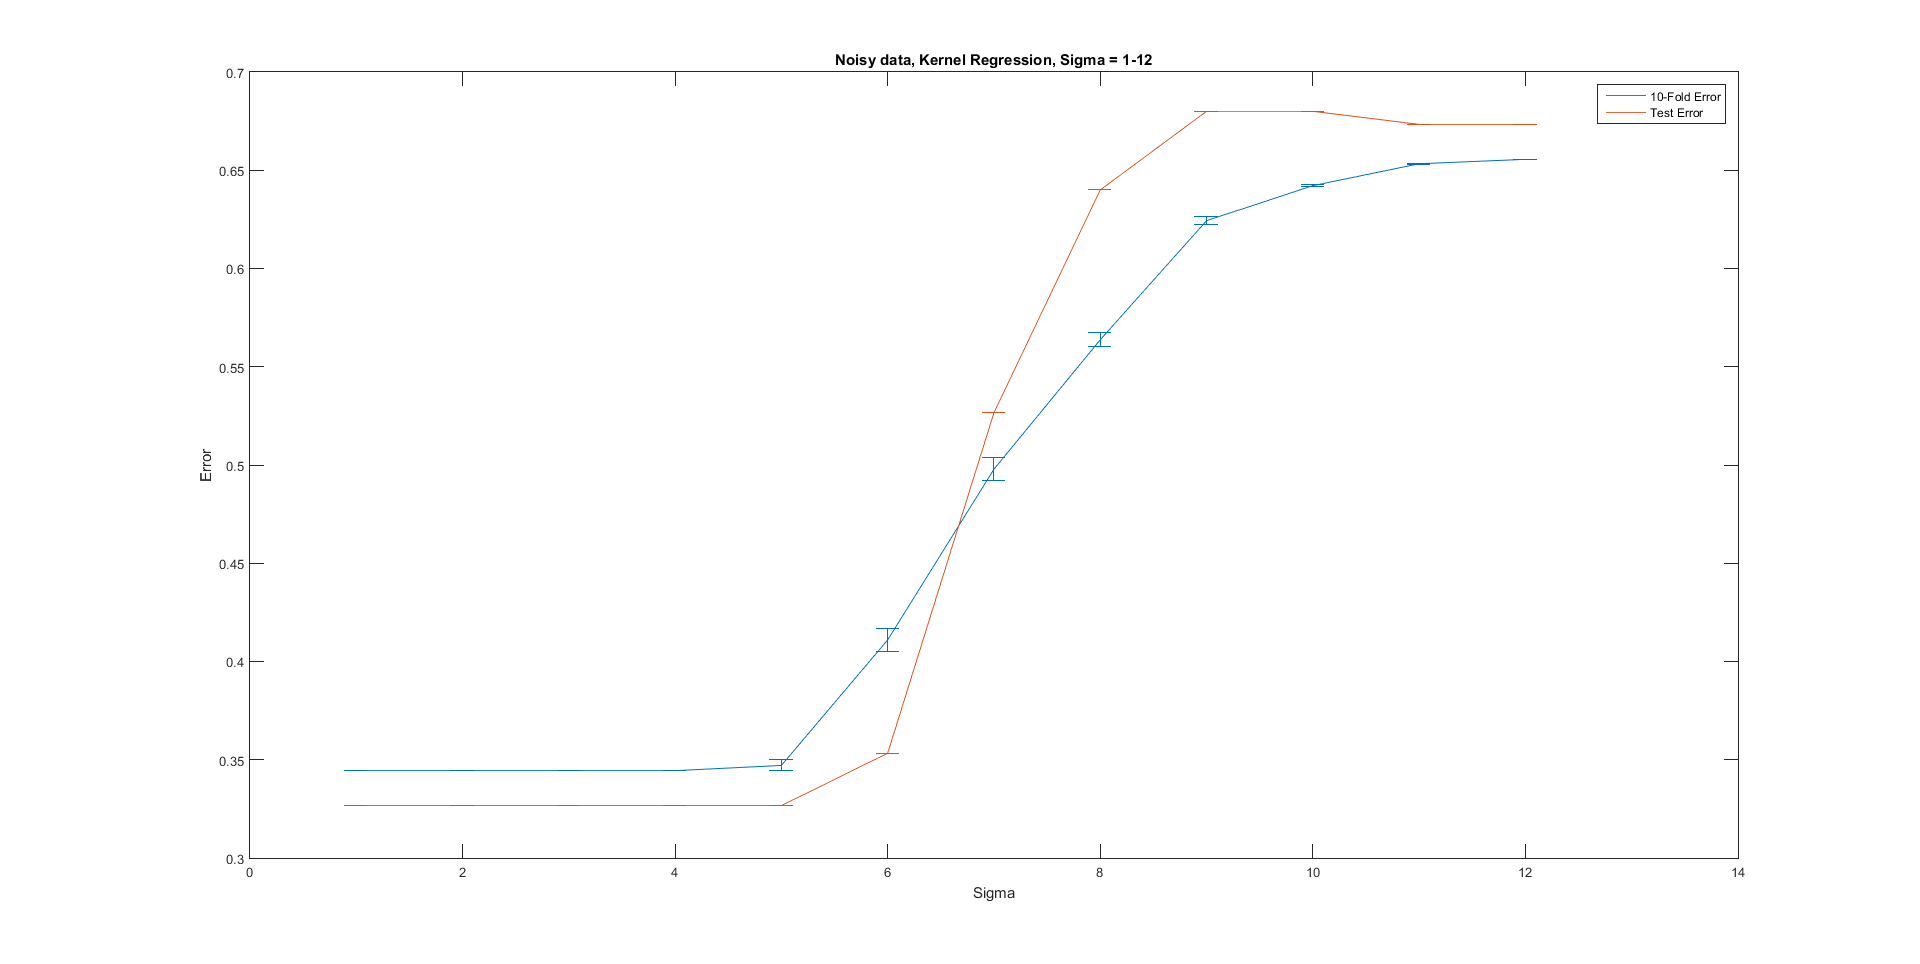 Noisy data, Kernel Regression, Sigma = 1-12
10-Fold Error
Test Error
0.7
0.65
0.6
0.55
0.5
0.45
0.4
0.35
0.3
Error
0 2 4 6 8 10 12 14
Sigma